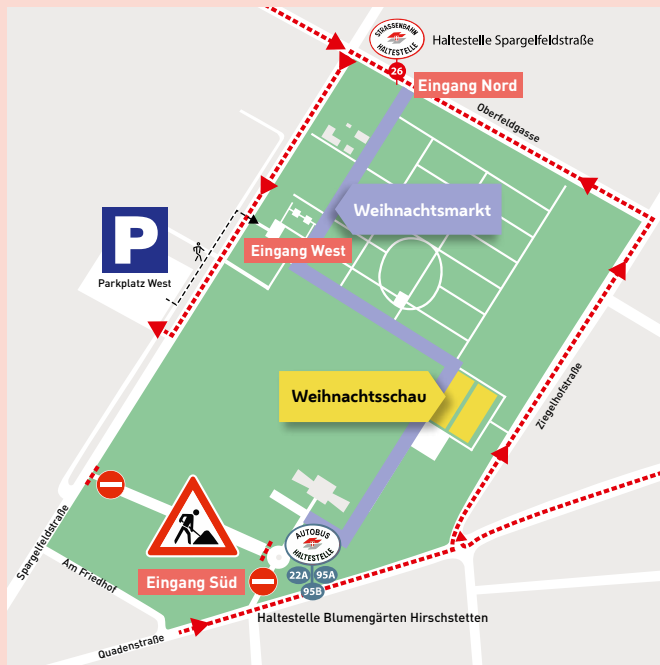 STRASSENBAHN
HALTESTELLE
Haltestelle Spargelfeldstraße
26
Eingang Nord
Oberfeldgasse
Weihnachtsmarkt
P
Eingang West
Parkplatz West
Weihnachtsschau
Ziegelhofstraße
Spargelfeldstraße
AUTOBUS
HALTESTELLE
Am Friedhof
Eingang Süd
22A
95A
95B
Haltestelle Blumengärten Hirschstetten
Quadenstraße